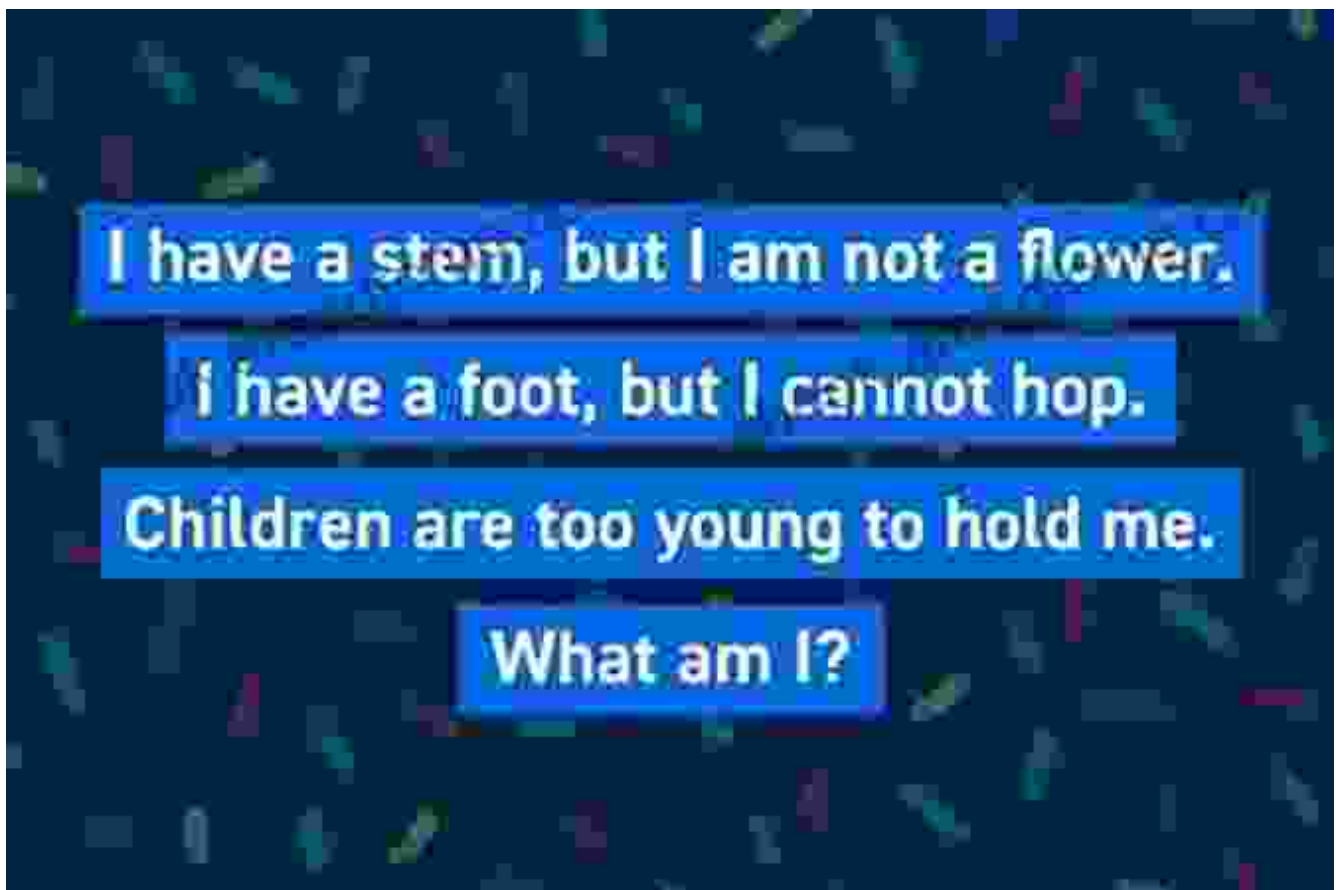 I have a stem, but I am not a flower.
I have a foot, but I cannot hop.
Children are too young to hold me.
What am I?